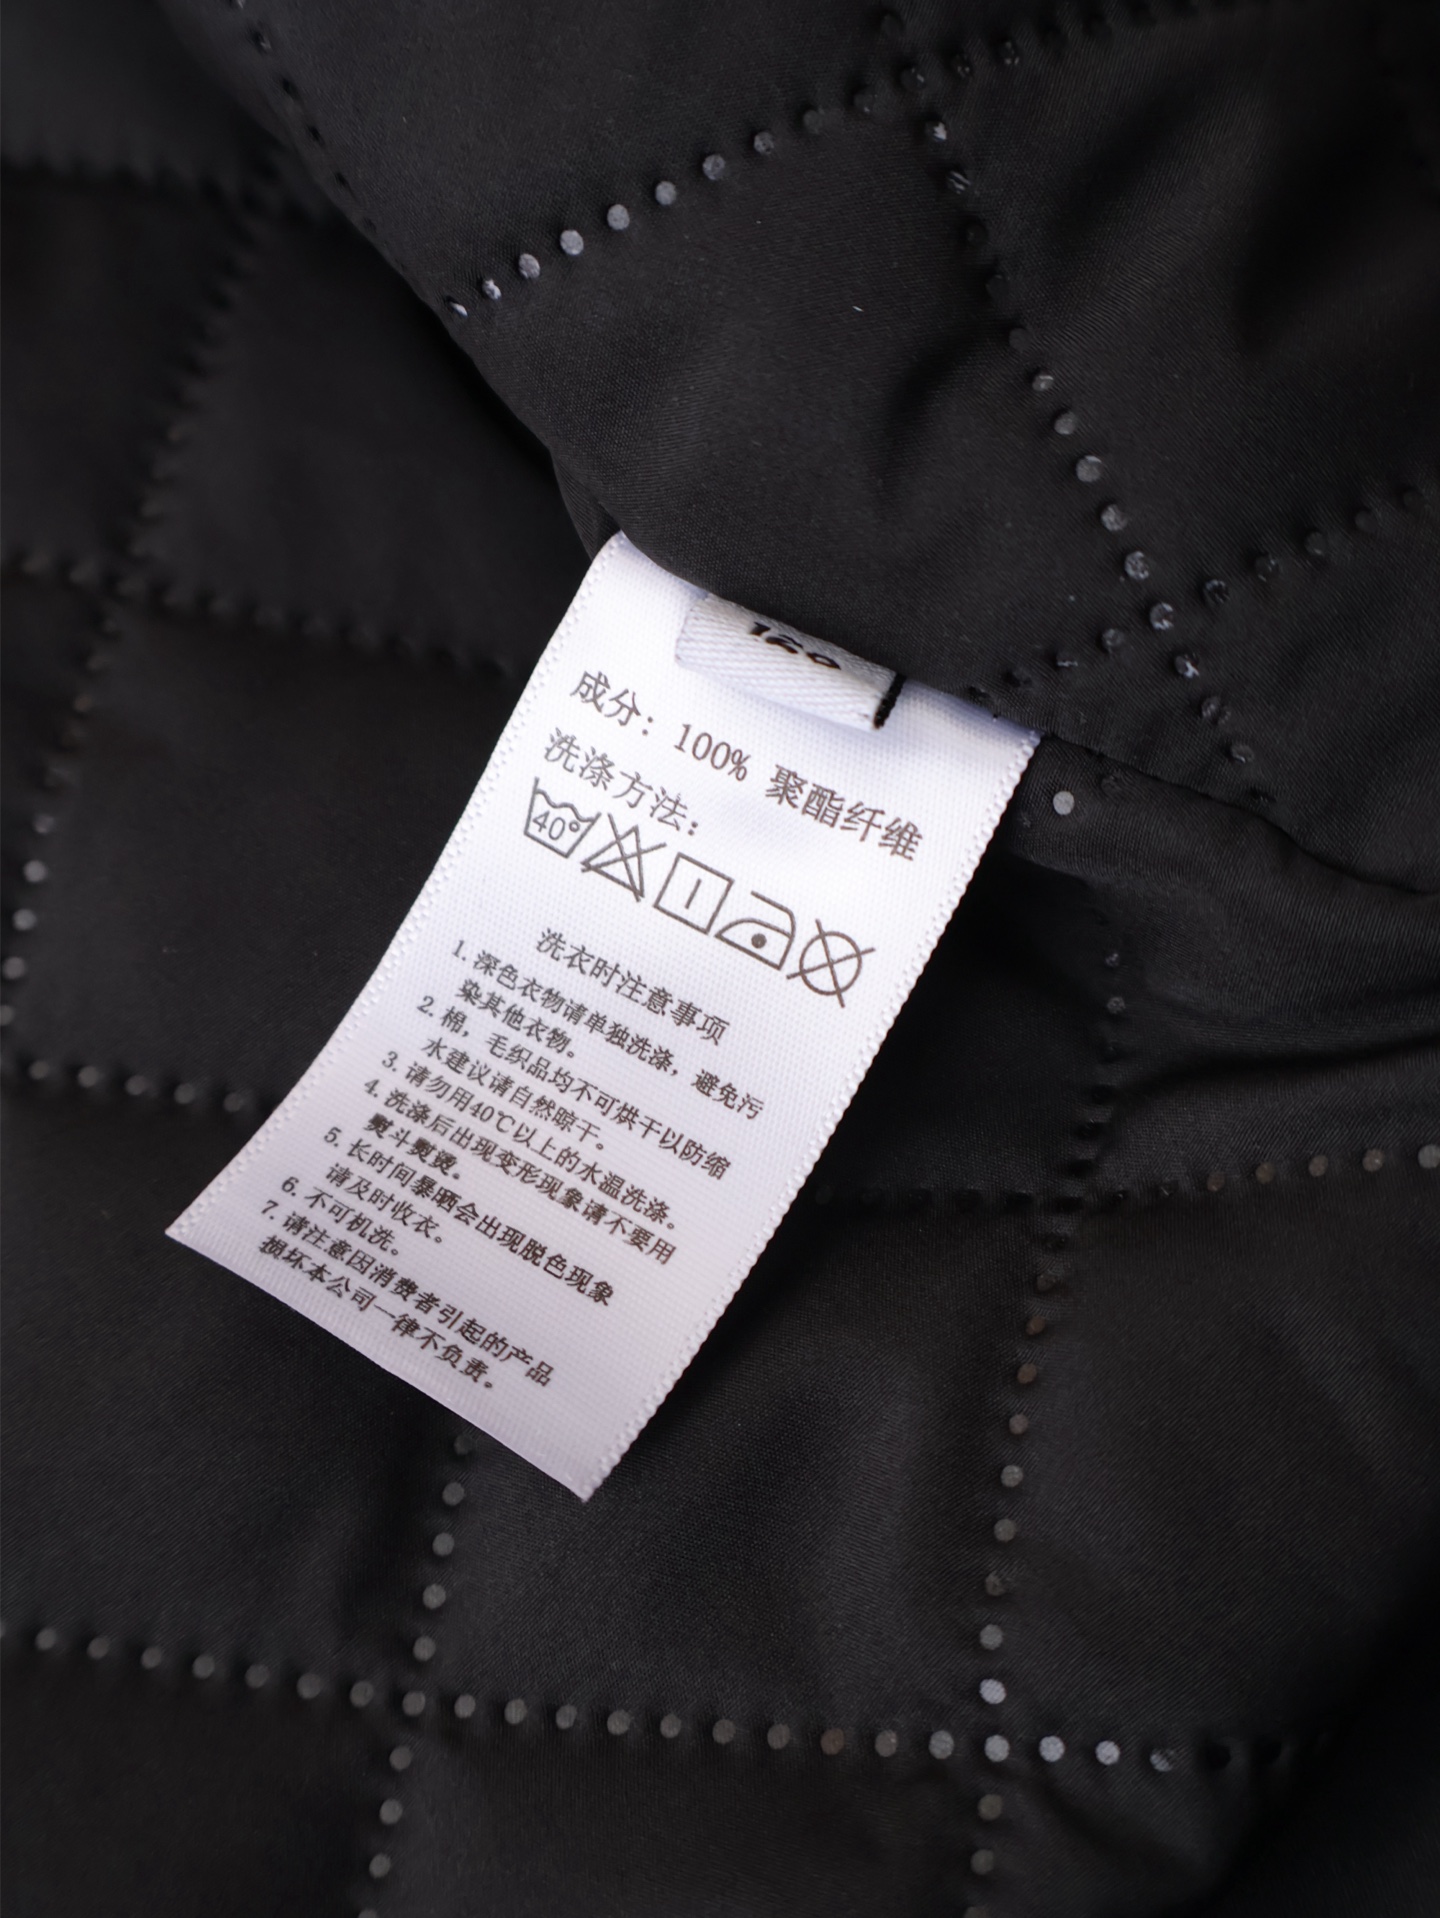 120
成分：100% 聚酯纤维
洗涤方法：
40°
洗衣时注意事项
1. 深色衣物请单独洗涤，避免污
染其他衣物。
2. 棉，毛织品均不可烘干以防缩
水建议请自然晾干。
3. 请勿用40℃以上的水温洗涤。
4. 洗涤后出现变形现象请不要用
熨斗熨烫。
5. 长时间暴晒会出现脱色现象
请及时收衣。
6. 不可机洗。
7. 请注意因消费者引起的产品
损坏本公司一律不负责。